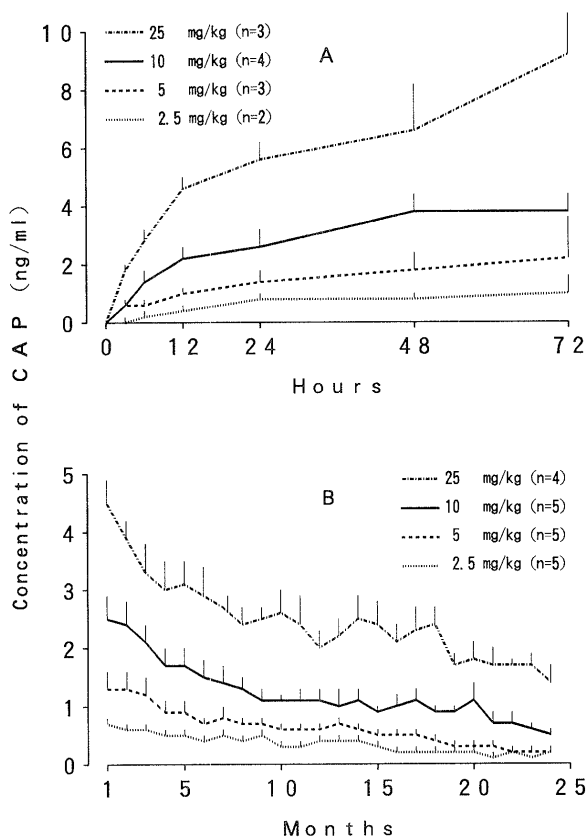 10
8
6
4
2
0
25 mg/kg (n=3)
10 mg/kg (n=4)
5 mg/kg (n=3)
2.5 mg/kg (n=2)
A
0 12 24 48 72
Hours
Concentration of CAP (ng/ml)
5
4
3
2
1
0
B
25 mg/kg (n=4)
10 mg/kg (n=5)
5 mg/kg (n=5)
2.5 mg/kg (n=5)
1 5 10 15 20 25
Months